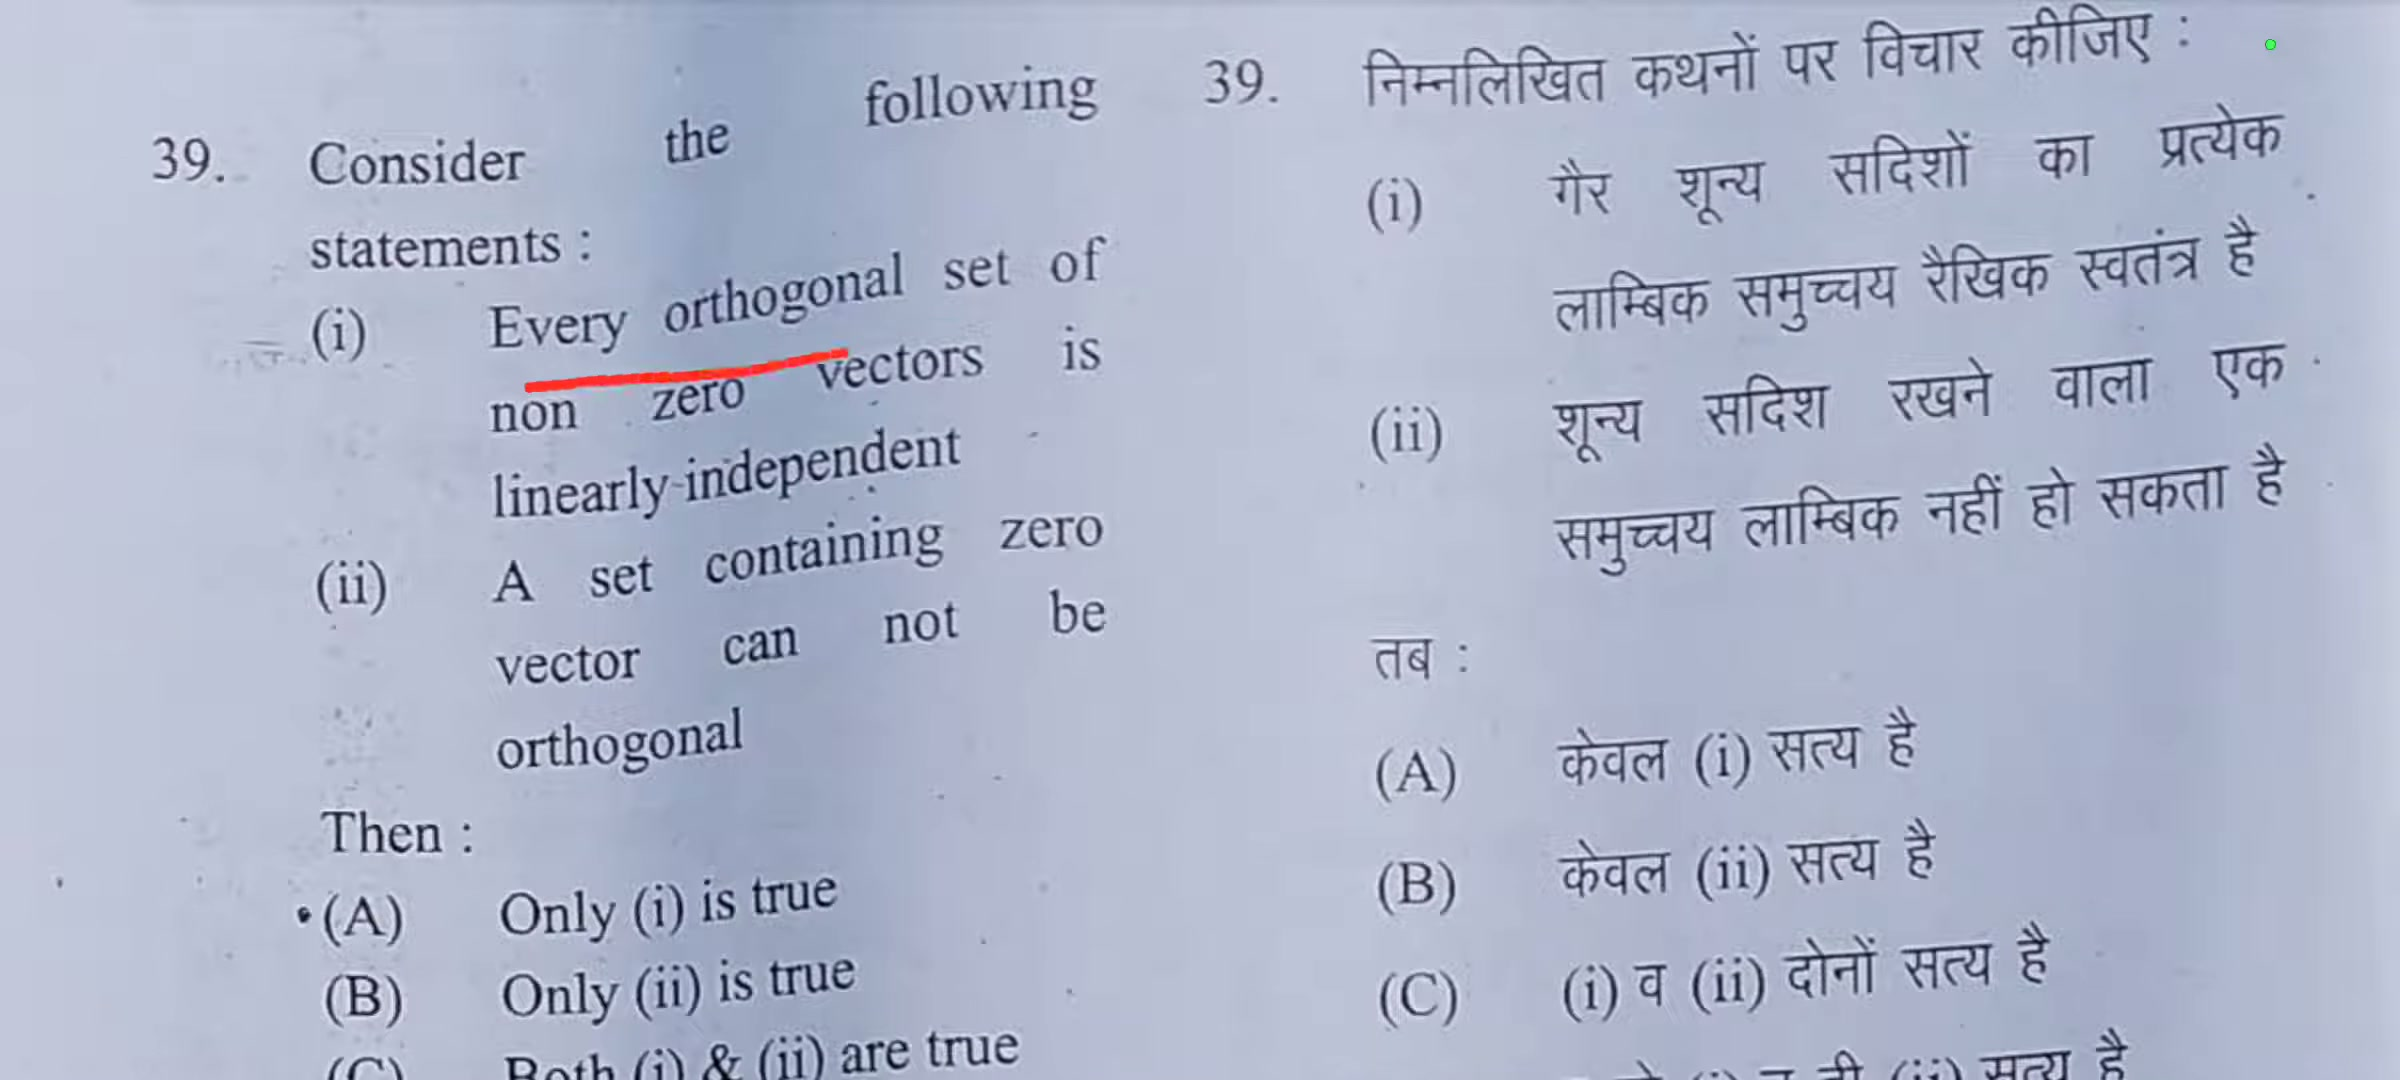 39. Consider the following
statements :
(i) Every orthogonal set of
non zero vectors is
linearly independent
(ii) A set containing zero
vector can not be
orthogonal
Then :
(A) Only (i) is true
(B) Only (ii) is true
(C) Both (i) & (ii) are true
39. निम्नलिखित कथनों पर विचार कीजिए :
(i) गैर शून्य सदिशों का प्रत्येक
लाम्बिक समुच्चय रैखिक स्वतंत्र है
(ii) शून्य सदिश रखने वाला एक
समुच्चय लाम्बिक नहीं हो सकता है
तब :
(A) केवल (i) सत्य है
(B) केवल (ii) सत्य है
(C) (i) व (ii) दोनों सत्य है
(ii) सत्य है